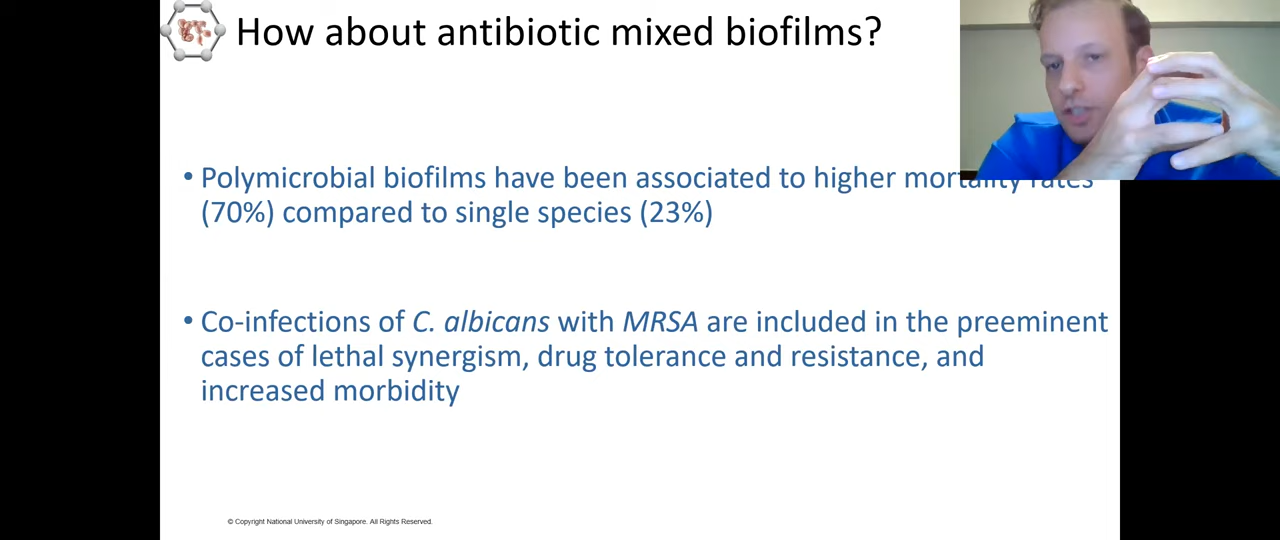 How about antibiotic mixed biofilms?
• Polymicrobial biofilms have been associated to higher mortality rates
(70%) compared to single species (23%)
• Co-infections of C. albicans with MRSA are included in the preeminent
cases of lethal synergism, drug tolerance and resistance, and
increased morbidity
© Copyright National University of Singapore. All Rights Reserved.